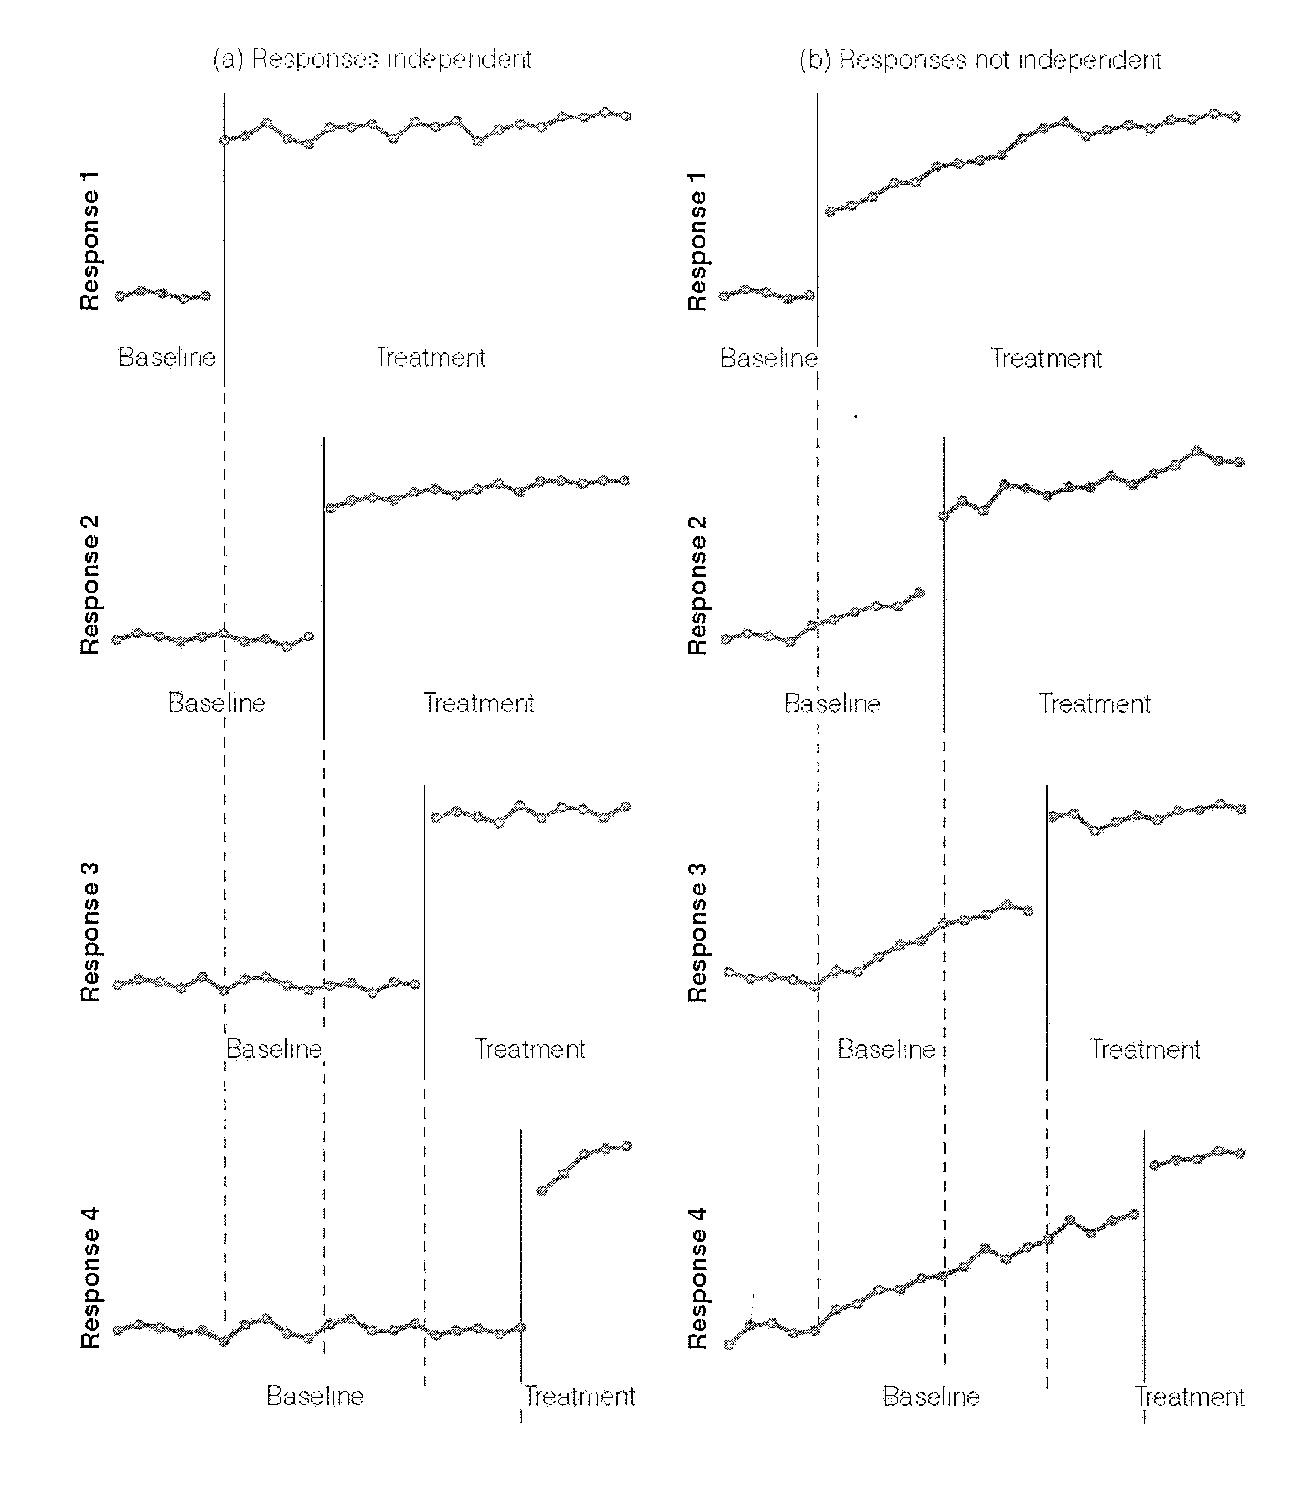 (a) Responses independent
(b) Responses not independent
Response 1
Baseline
Treatment
Response 1
Baseline
Treatment
Response 2
Baseline
Treatment
Response 2
Baseline
Treatment
Response 3
Baseline
Treatment
Response 3
Baseline
Treatment
Response 4
Baseline
Treatment
Response 4
Baseline
Treatment